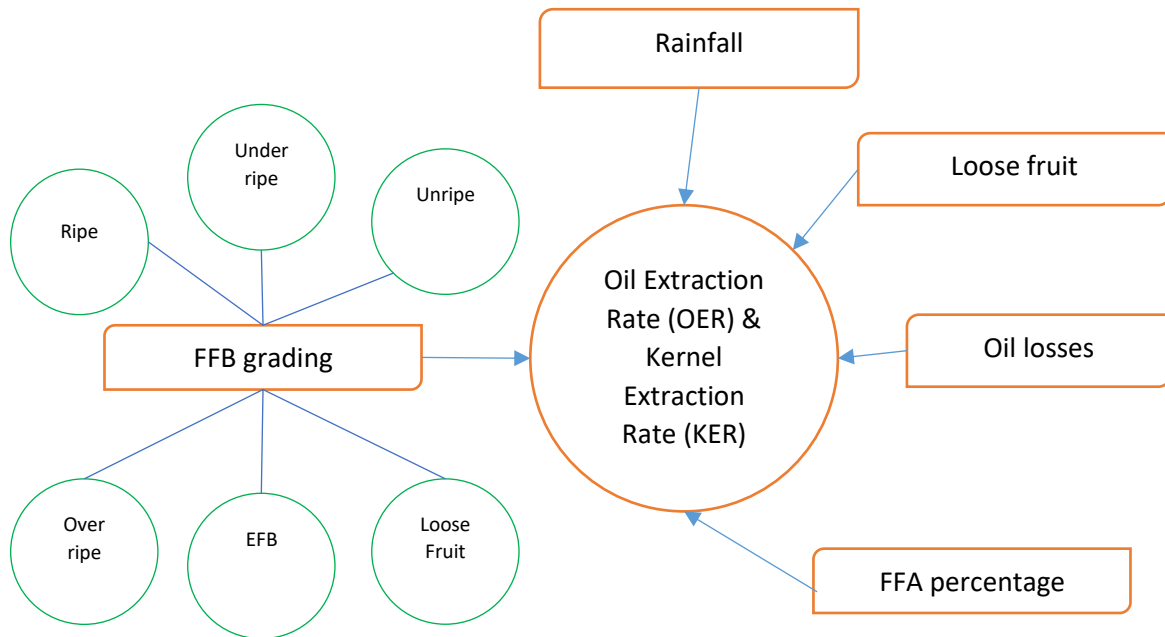 Rainfall
Under
ripe
Unripe
Ripe
Loose fruit
Oil Extraction
Rate (OER) &
Kernel
Extraction
Rate (KER)
FFB grading
Oil losses
Over
ripe
EFB
Loose
Fruit
FFA percentage